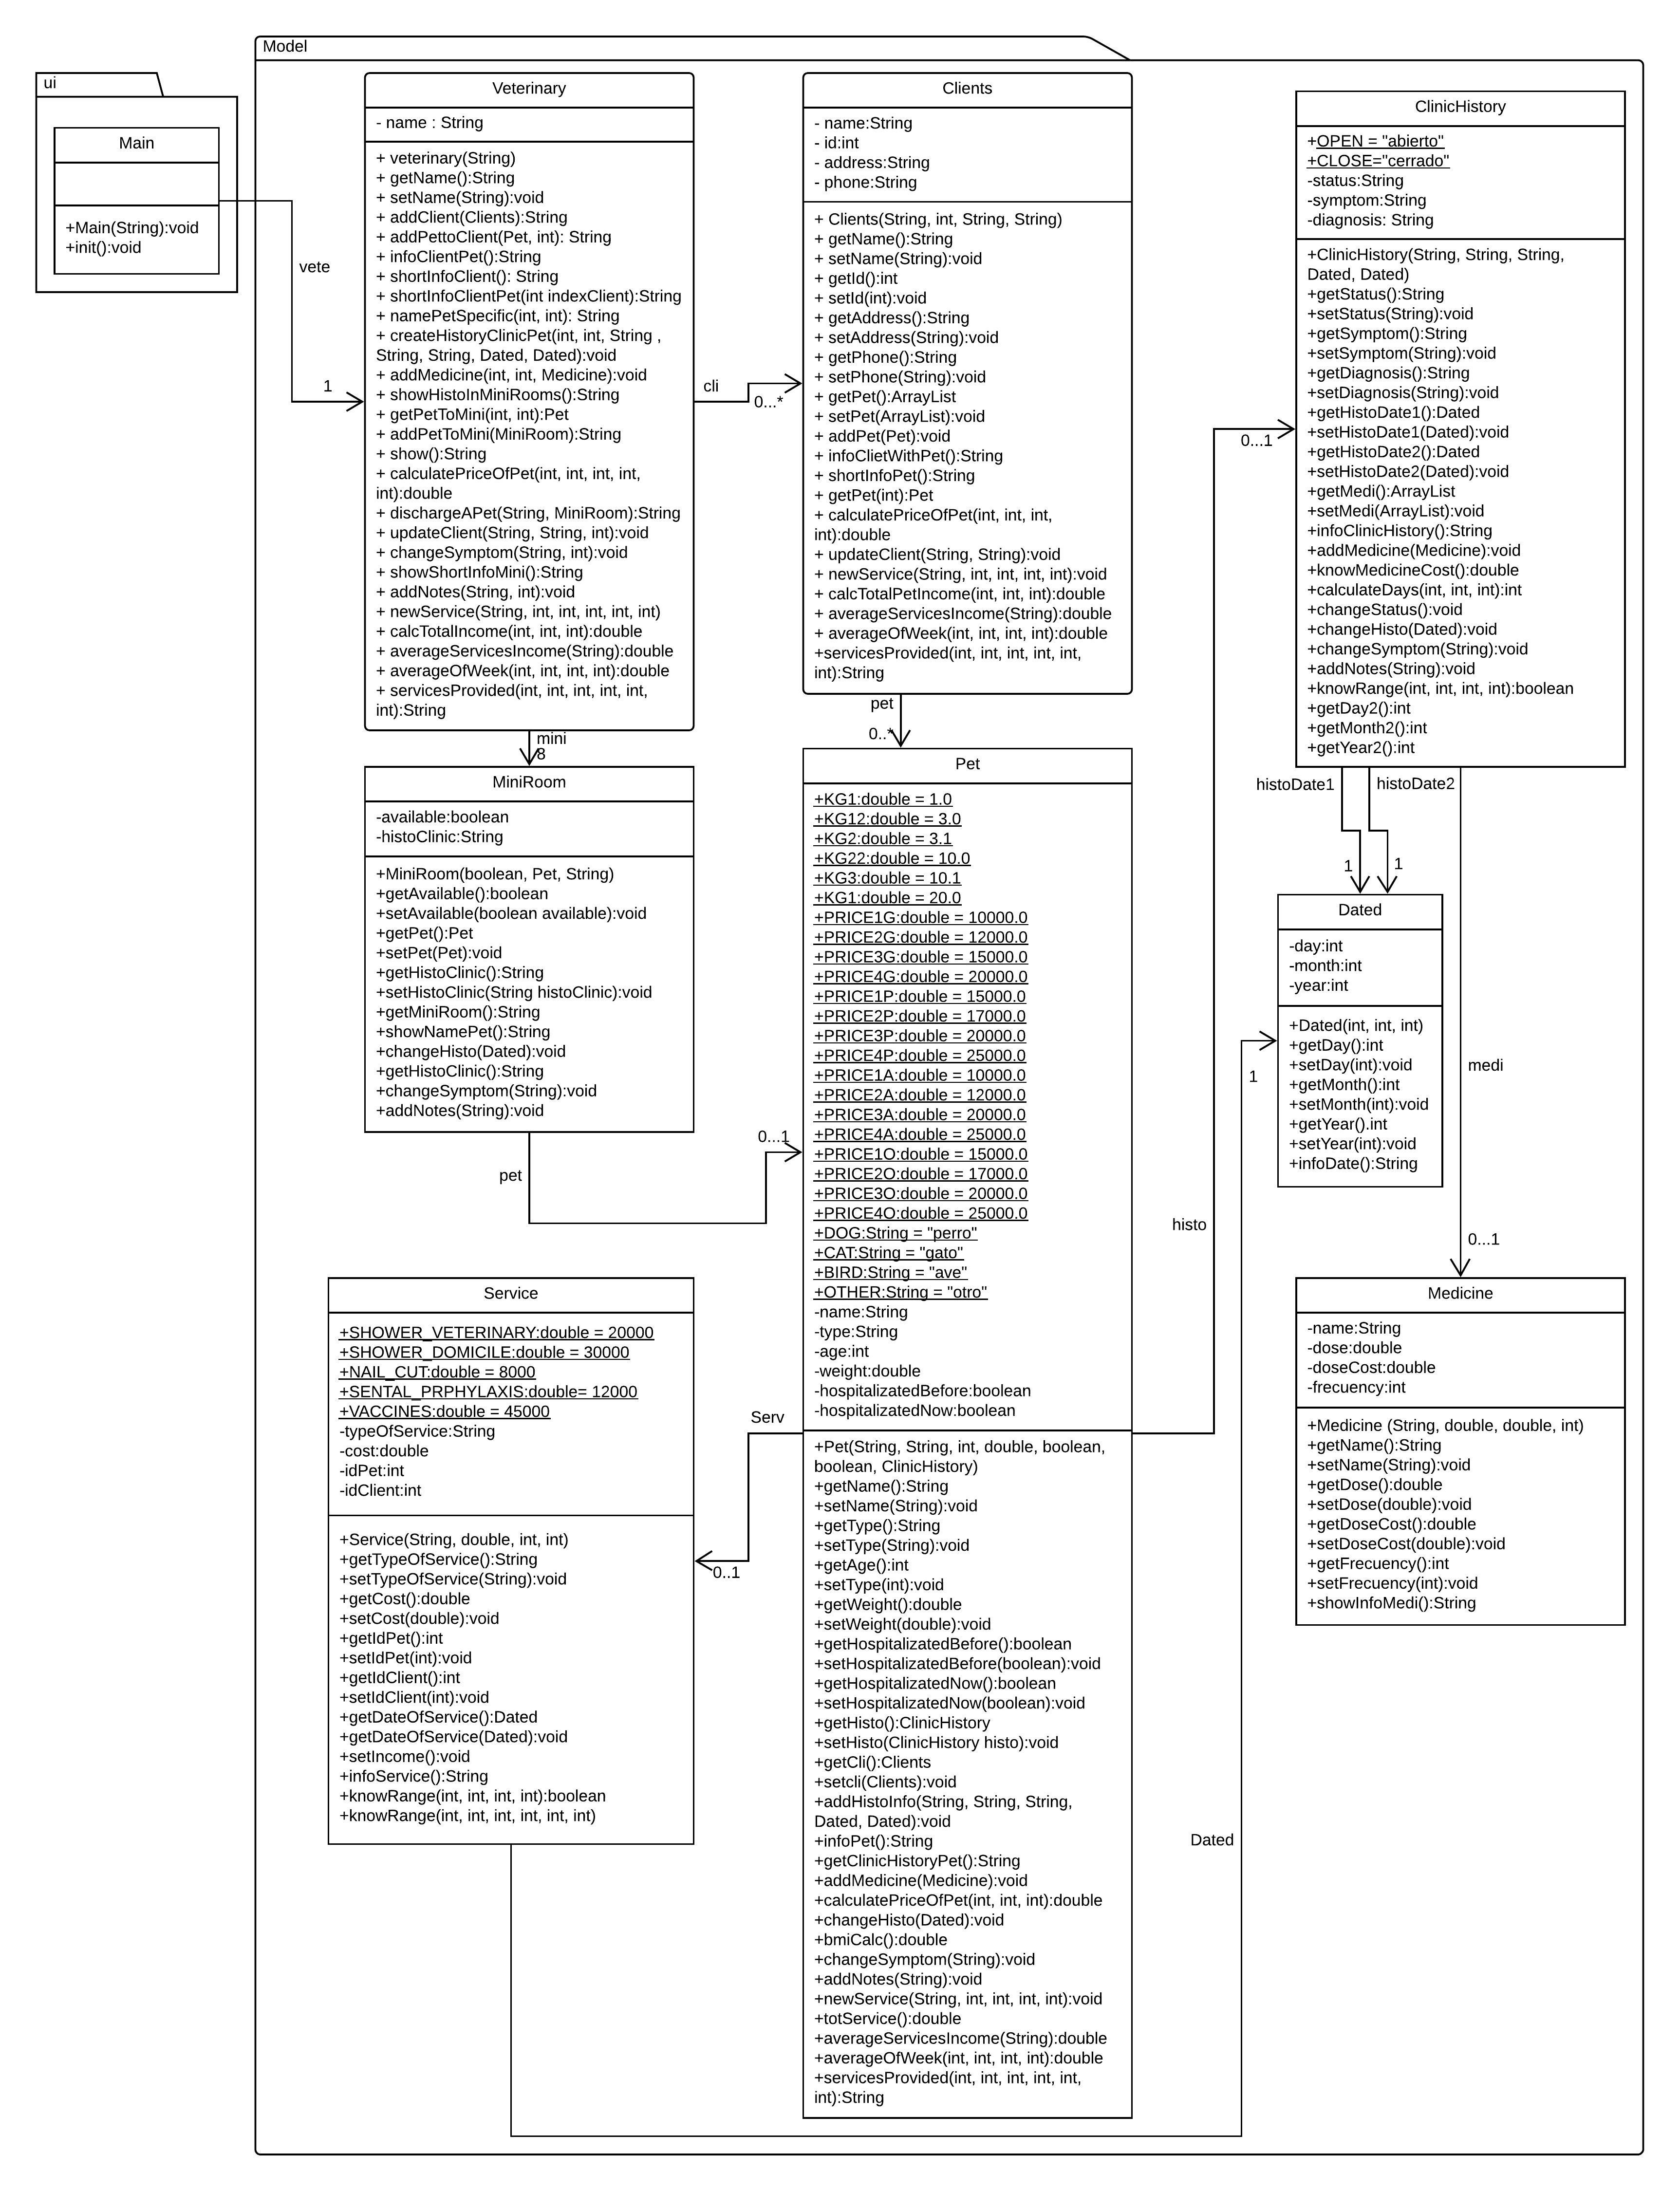 Model
ui
Main
+Main(String):void
+init():void
vete
1
Veterinary
- name : String
+ veterinary(String)
+ getName():String
+ setName(String):void
+ addClient(Clients):String
+ addPettoClient(Pet, int): String
+ infoClientPet():String
+ shortInfoClient(): String
+ shortInfoClientPet(int indexClient):String
+ namePetSpecific(int, int): String
+ createHistoryClinicPet(int, int, String ,
String, String, Dated, Dated):void
+ addMedicine(int, int, Medicine):void
+ showHistoInMiniRooms():String
+ getPetToMini(int, int):Pet
+ addPetToMini(MiniRoom):String
+ show():String
+ calculatePriceOfPet(int, int, int, int,
int):double
+ dischargeAPet(String, MiniRoom):String
+ updateClient(String, String, int):void
+ changeSymptom(String, int):void
+ showShortInfoMini():String
+ addNotes(String, int):void
+ newService(String, int, int, int, int, int)
+ calcTotalIncome(int, int, int):double
+ averageServicesIncome(String):double
+ averageOfWeek(int, int, int, int):double
+ servicesProvided(int, int, int, int, int,
int):String
cli
0...*
mini
8
Clients
- name:String
- id:int
- address:String
- phone:String
+ Clients(String, int, String, String)
+ getName():String
+ setName(String):void
+ getId():int
+ setId(int):void
+ getAddress():String
+ setAddress(String):void
+ getPhone():String
+ setPhone(String):void
+ getPet():ArrayList
+ setPet(ArrayList):void
+ addPet(Pet):void
+ infoClietWithPet():String
+ shortInfoPet():String
+ getPet(int):Pet
+ calculatePriceOfPet(int, int, int,
int):double
+ updateClient(String, String):void
+ newService(String, int, int, int, int):void
+ calcTotalPetIncome(int, int, int):double
+ averageServicesIncome(String):double
+ averageOfWeek(int, int, int, int):double
+servicesProvided(int, int, int, int, int,
int):String
pet
0..*
ClinicHistory
+OPEN = "abierto"
+CLOSE="cerrado"
-status:String
-symptom:String
-diagnosis: String
+ClinicHistory(String, String, String,
Dated, Dated)
+getStatus():String
+setStatus(String):void
+getSymptom():String
+setSymptom(String):void
+getDiagnosis():String
+setDiagnosis(String):void
+getHistoDate1():Dated
+setHistoDate1(Dated):void
+getHistoDate2():Dated
+setHistoDate2(Dated):void
+getMedi():ArrayList
+setMedi(ArrayList):void
+infoClinicHistory():String
+addMedicine(Medicine):void
+knowMedicineCost():double
+calculateDays(int, int, int):int
+changeStatus():void
+changeHisto(Dated):void
+changeSymptom(String):void
+addNotes(String):void
+knowRange(int, int, int, int):boolean
+getDay2():int
+getMonth2():int
+getYear2():int
0...1
histoDate1
histoDate2
1
1
MiniRoom
-available:boolean
-histoClinic:String
+MiniRoom(boolean, Pet, String)
+getAvailable():boolean
+setAvailable(boolean available):void
+getPet():Pet
+setPet(Pet):void
+getHistoClinic():String
+setHistoClinic(String histoClinic):void
+getMiniRoom():String
+showNamePet():String
+changeHisto(Dated):void
+getHistoClinic():String
+changeSymptom(String):void
+addNotes(String):void
pet
0...1
Pet
+KG1:double = 1.0
+KG12:double = 3.0
+KG2:double = 3.1
+KG22:double = 10.0
+KG3:double = 10.1
+KG1:double = 20.0
+PRICE1G:double = 10000.0
+PRICE2G:double = 12000.0
+PRICE3G:double = 15000.0
+PRICE4G:double = 20000.0
+PRICE1P:double = 15000.0
+PRICE2P:double = 17000.0
+PRICE3P:double = 20000.0
+PRICE4P:double = 25000.0
+PRICE1A:double = 10000.0
+PRICE2A:double = 12000.0
+PRICE3A:double = 20000.0
+PRICE4A:double = 25000.0
+PRICE1O:double = 15000.0
+PRICE2O:double = 17000.0
+PRICE3O:double = 20000.0
+PRICE4O:double = 25000.0
+DOG:String = "perro"
+CAT:String = "gato"
+BIRD:String = "ave"
+OTHER:String = "otro"
-name:String
-type:String
-age:int
-weight:double
-hospitalizatedBefore:boolean
-hospitalizatedNow:boolean
+Pet(String, String, int, double, boolean,
boolean, ClinicHistory)
+getName():String
+setName(String):void
+getType():String
+setType(String):void
+getAge():int
+setType(int):void
+getWeight():double
+setWeight(double):void
+getHospitalizatedBefore():boolean
+setHospitalizatedBefore(boolean):void
+getHospitalizatedNow():boolean
+setHospitalizatedNow(boolean):void
+getHisto():ClinicHistory
+setHisto(ClinicHistory histo):void
+getCli():Clients
+setcli(Clients):void
+addHistoInfo(String, String, String,
Dated, Dated):void
+infoPet():String
+getClinicHistoryPet():String
+addMedicine(Medicine):void
+calculatePriceOfPet(int, int, int):double
+changeHisto(Dated):void
+bmiCalc():double
+changeSymptom(String):void
+addNotes(String):void
+newService(String, int, int, int, int):void
+totService():double
+averageServicesIncome(String):double
+averageOfWeek(int, int, int, int):double
+servicesProvided(int, int, int, int, int,
int):String
histo
Serv
0..1
Dated
-day:int
-month:int
-year:int
+Dated(int, int, int)
+getDay():int
+setDay(int):void
+getMonth():int
+setMonth(int):void
+getYear().int
+setYear(int):void
+infoDate():String
1
medi
0...1
Service
+SHOWER_VETERINARY:double = 20000
+SHOWER_DOMICILE:double = 30000
+NAIL_CUT:double = 8000
+SENTAL_PRPHYLAXIS:double= 12000
+VACCINES:double = 45000
-typeOfService:String
-cost:double
-idPet:int
-idClient:int
+Service(String, double, int, int)
+getTypeOfService():String
+setTypeOfService(String):void
+getCost():double
+setCost(double):void
+getIdPet():int
+setIdPet(int):void
+getIdClient():int
+setIdClient(int):void
+getDateOfService():Dated
+getDateOfService(Dated):void
+setIncome():void
+infoService():String
+knowRange(int, int, int, int):boolean
+knowRange(int, int, int, int, int, int)
Dated
Medicine
-name:String
-dose:double
-doseCost:double
-frecuency:int
+Medicine (String, double, double, int)
+getName():String
+setName(String):void
+getDose():double
+setDose(double):void
+getDoseCost():double
+setDoseCost(double):void
+getFrecuency():int
+setFrecuency(int):void
+showInfoMedi():String